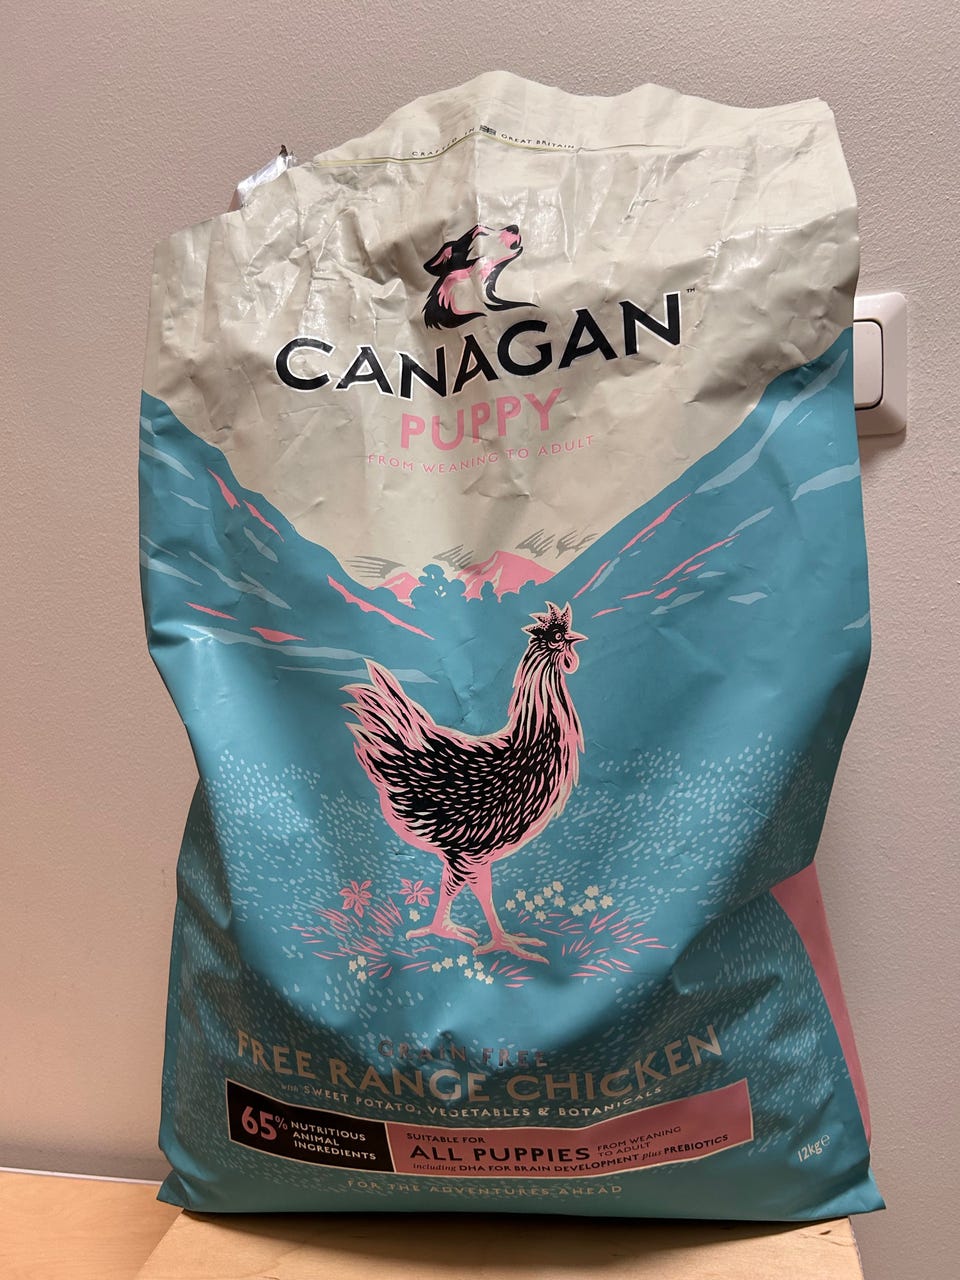 CRAFTED IN GREAT BRITAIN
CANAGAN™
PUPPY
FROM WEANING TO ADULT
GRAIN FREE
FREE RANGE CHICKEN
with SWEET POTATO, VEGETABLES & BOTANICALS
65% NUTRITIOUS
ANIMAL
INGREDIENTS
SUITABLE FOR
ALL PUPPIES FROM WEANING
TO ADULT
including DHA FOR BRAIN DEVELOPMENT plus PREBIOTICS
12kg℮
FOR THE ADVENTURES AHEAD